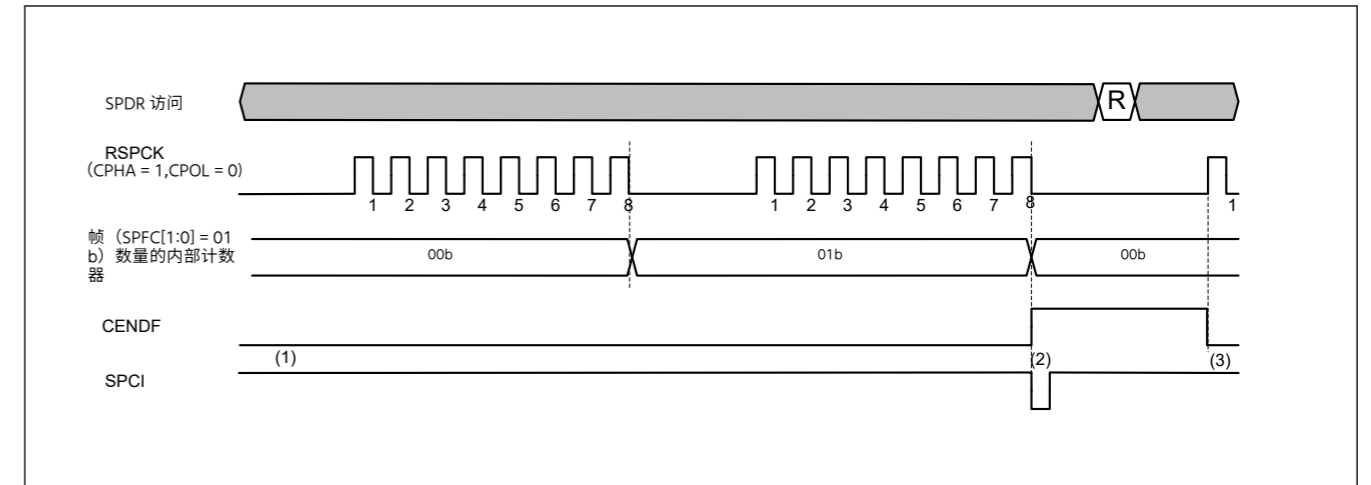 SPDR 访问
R
RSPCK
(CPHA = 1,CPOL = 0)
1 2 3 4 5 6 7 8 1 2 3 4 5 6 7 8 1
帧（SPFC[1:0] = 01
b）数量的内部计数
器
00b 01b 00b
CENDF
(1) (2) (3)
SPCI